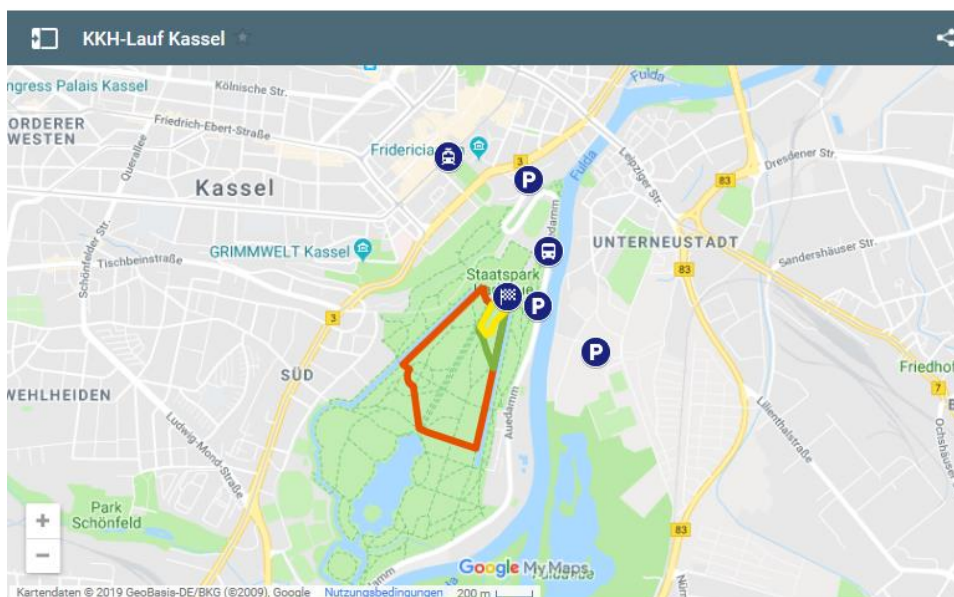 KKH-Lauf Kassel
ngress Palais Kassel
Kölnische Str.
Fulda
ORDERER
WESTEN
Friedrich-Ebert-Straße
Querallee
Fridericia
3
P
Leipziger Str.
Dresdener Str.
83
Kassel
Fulda
GRIMMWELT Kassel
UNTERNEUSTADT
Sandershäuser Str.
Schönfelder Str.
Tischbeinstraße
Staatspark
83
P
3
P
SÜD
Friedhof
WEHLHEIDEN
7
Auedamm
Lilienthalstraße
Ochshäuser
Ludwig-Mond-Straße
Park
Schönfeld
83
+
−
Google My Maps
Auedamm
Kartendaten © 2019 GeoBasis-DE/BKG (©2009), Google Nutzungsbedingungen 200 m